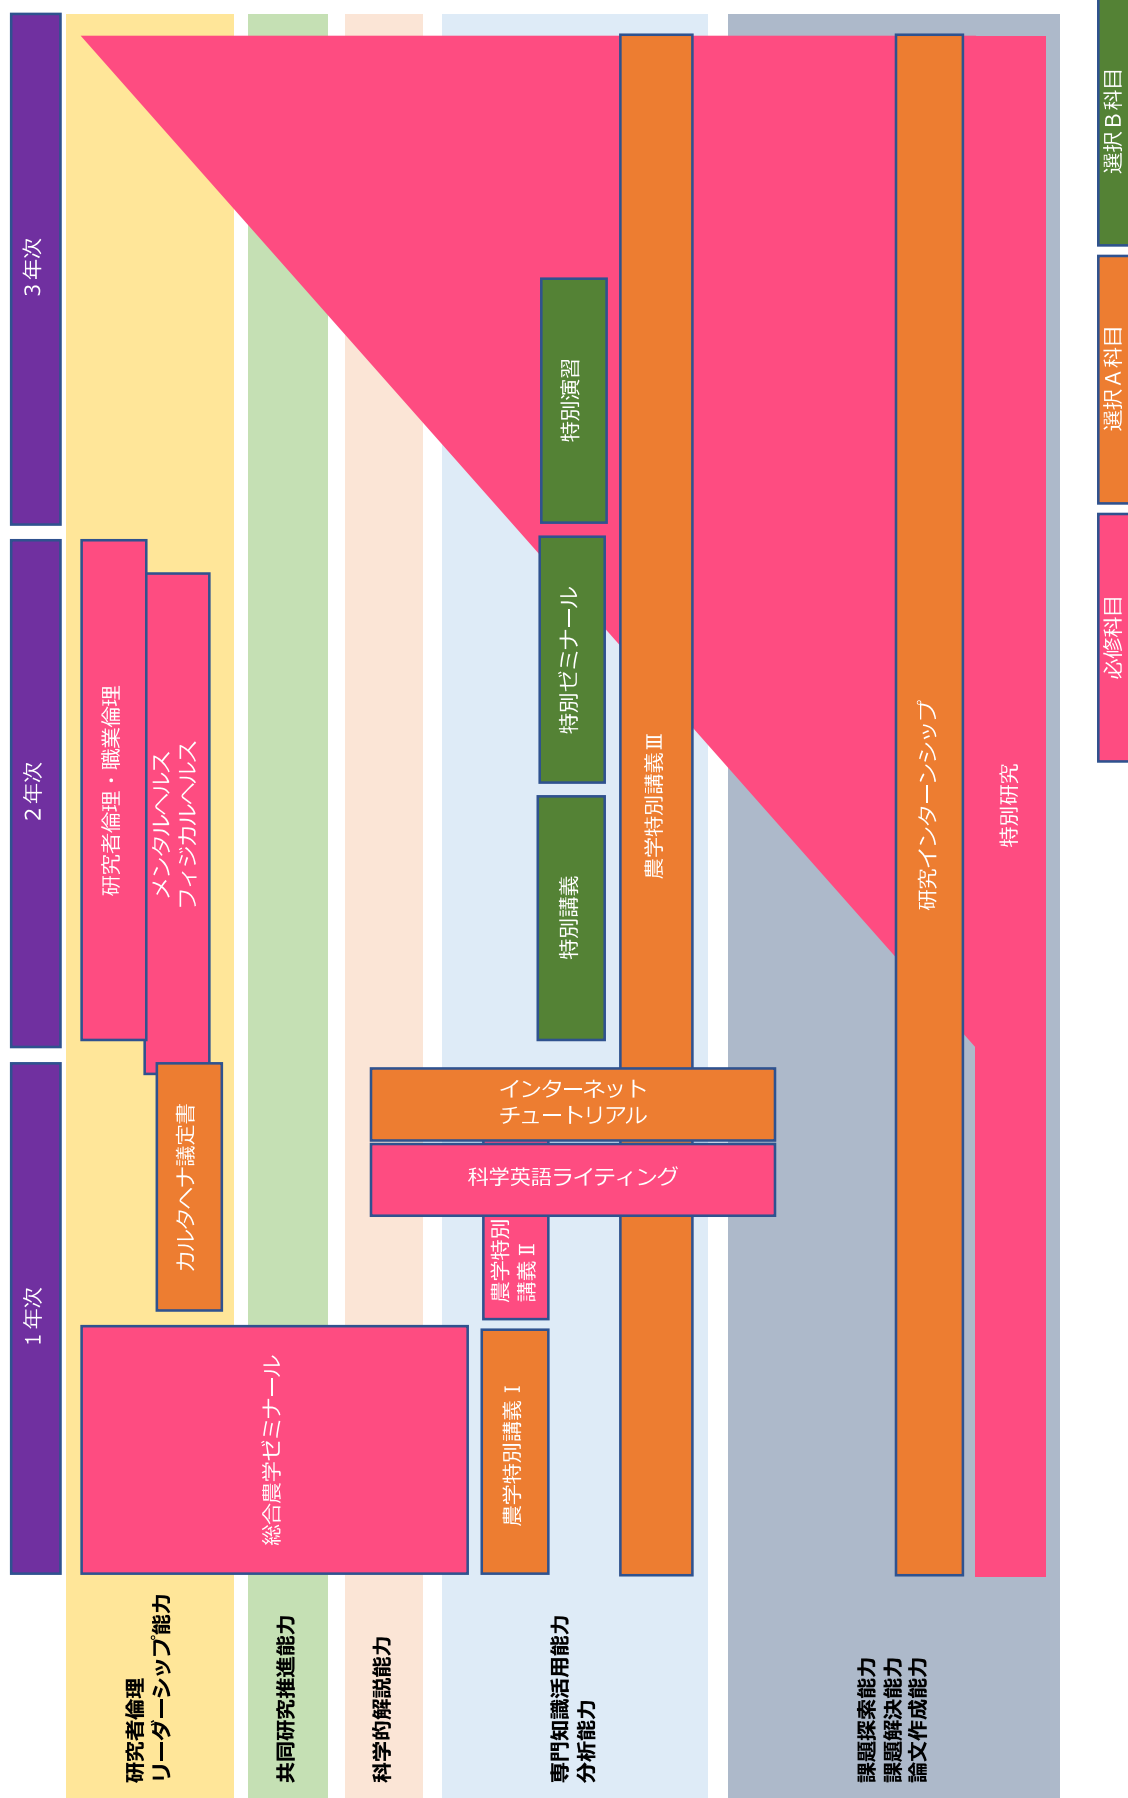 1年次
2年次
3年次
研究者倫理
リーダーシップ能力
総合農学ゼミナール
カルタヘナ議定書
研究者倫理・職業倫理
メンタルヘルス
フィジカルヘルス
共同研究推進能力
科学的解説能力
専門知識活用能力
分析能力
農学特別講義Ⅰ
農学特別
講義Ⅱ
科学英語ライティング
インターネット
チュートリアル
特別講義
特別ゼミナール
特別演習
農学特別講義Ⅲ
課題探索能力
課題解決能力
論文作成能力
研究インターンシップ
特別研究
必修科目
選択A科目
選択B科目